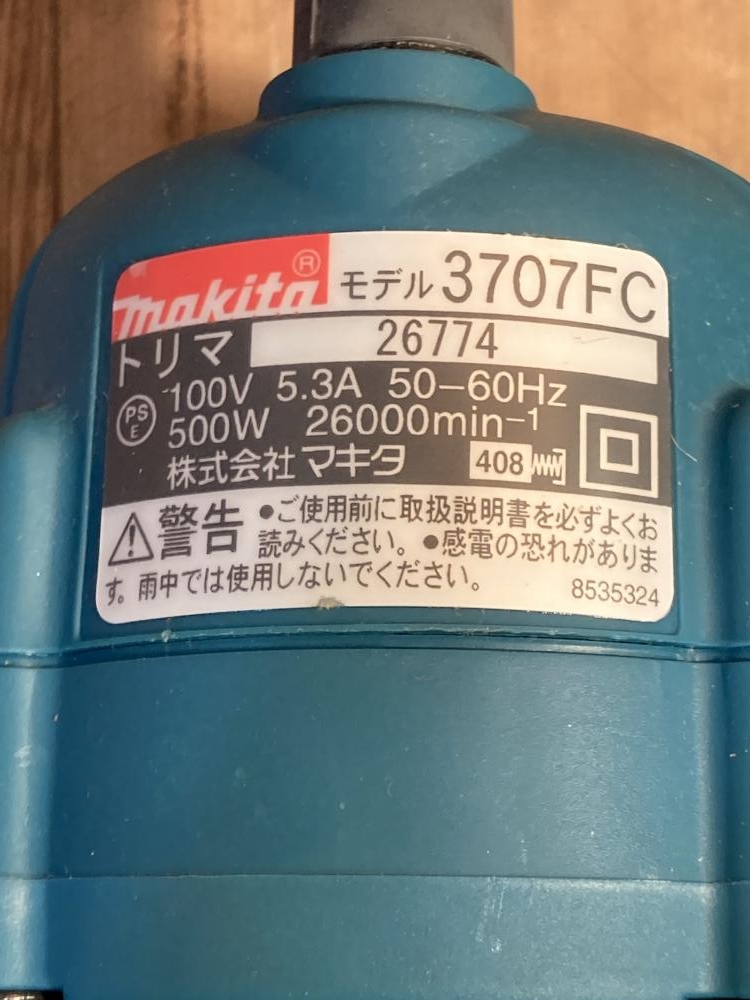 makita® モデル 3707FC
トリマ 26774
PSE 100V 5.3A 50-60Hz
500W 26000min-1
株式会社マキタ 408
警告 •ご使用前に取扱説明書を必ずよくお
読みください。•感電の恐れがありま
す。雨中では使用しないでください。 8535324